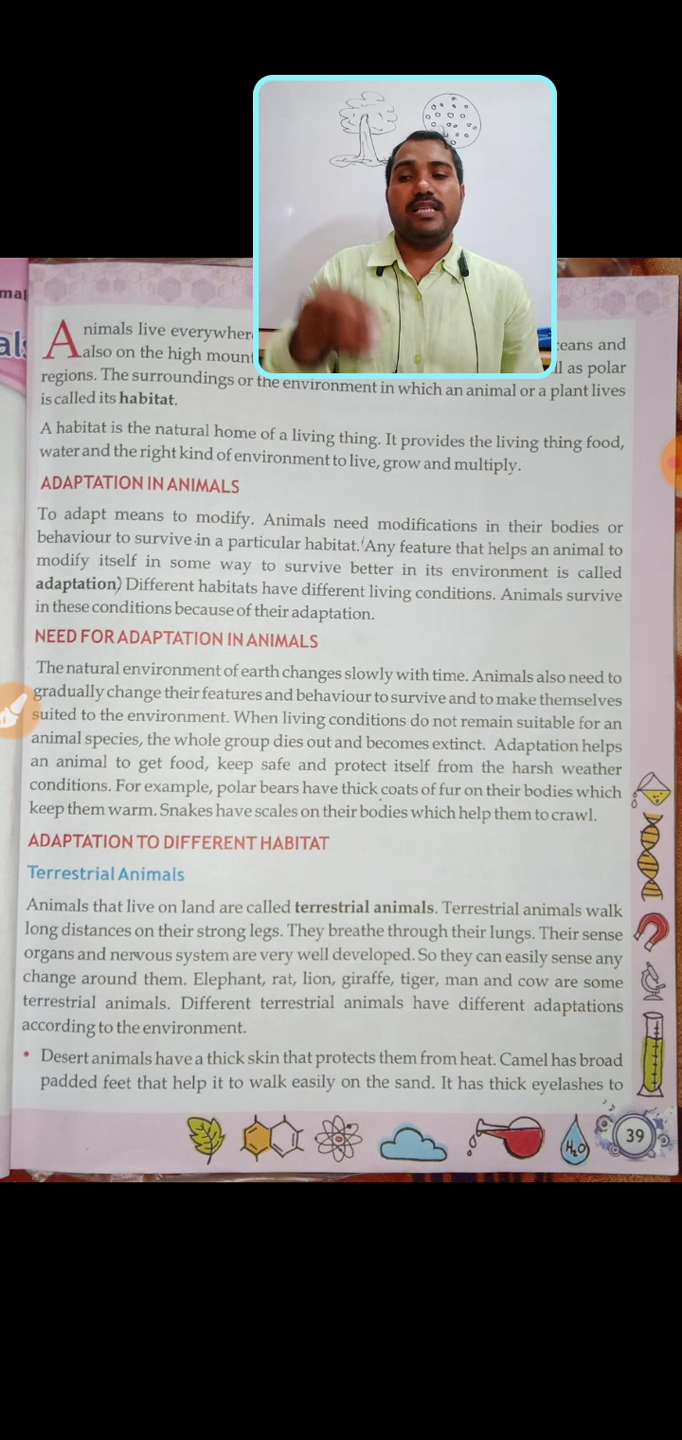 mal
als
Animals live everywher
eans and
also on the high mount
ll as polar
regions. The surroundings or the environment in which an animal or a plant lives
is called its habitat.
A habitat is the natural home of a living thing. It provides the living thing food,
water and the right kind of environment to live, grow and multiply.
ADAPTATION IN ANIMALS
To adapt means to modify. Animals need modifications in their bodies or
behaviour to survive in a particular habitat. (Any feature that helps an animal to
modify itself in some way to survive better in its environment is called
adaptation) Different habitats have different living conditions. Animals survive
in these conditions because of their adaptation.
NEED FOR ADAPTATION IN ANIMALS
The natural environment of earth changes slowly with time. Animals also need to
gradually change their features and behaviour to survive and to make themselves
suited to the environment. When living conditions do not remain suitable for an
animal species, the whole group dies out and becomes extinct. Adaptation helps
an animal to get food, keep safe and protect itself from the harsh weather
conditions. For example, polar bears have thick coats of fur on their bodies which
keep them warm. Snakes have scales on their bodies which help them to crawl.
ADAPTATION TO DIFFERENT HABITAT
Terrestrial Animals
Animals that live on land are called terrestrial animals. Terrestrial animals walk
long distances on their strong legs. They breathe through their lungs. Their sense
organs and nervous system are very well developed. So they can easily sense any
change around them. Elephant, rat, lion, giraffe, tiger, man and cow are some
terrestrial animals. Different terrestrial animals have different adaptations
according to the environment.
• Desert animals have a thick skin that protects them from heat. Camel has broad
padded feet that help it to walk easily on the sand. It has thick eyelashes to
H2O
39